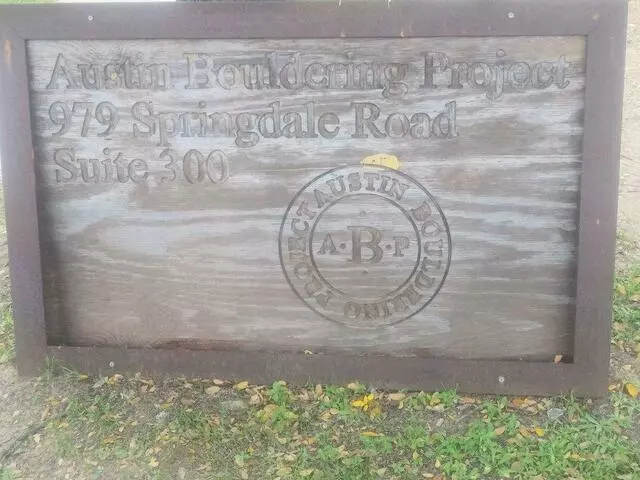 Austin Bouldering Project
979 Springdale Road
Suite 300
AUSTIN BOULDERING PROJECT
A·B·P